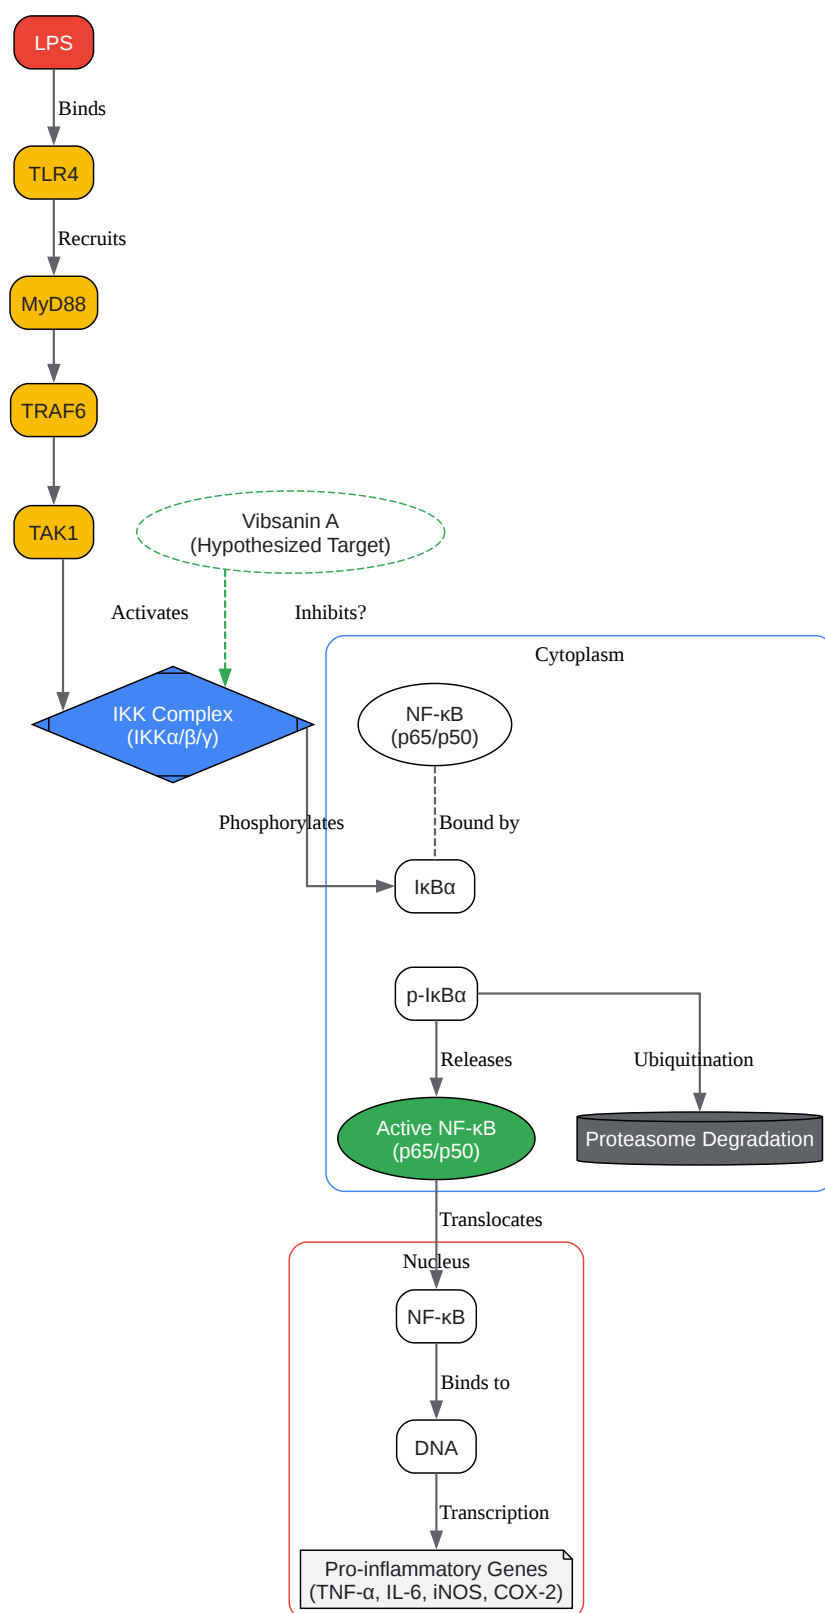 LPS
Binds
TLR4
Recruits
MyD88
TRAF6
TAK1
Vibsanin A
(Hypothesized Target)
Activates
Inhibits?
Cytoplasm
IKK Complex
(IKKα/β/γ)
NF-κB
(p65/p50)
Phosphorylates
Bound by
IκBα
p-IκBα
Releases
Ubiquitination
Active NF-κB
(p65/p50)
Proteasome Degradation
Translocates
Nucleus
NF-κB
Binds to
DNA
Transcription
Pro-inflammatory Genes
(TNF-α, IL-6, iNOS, COX-2)